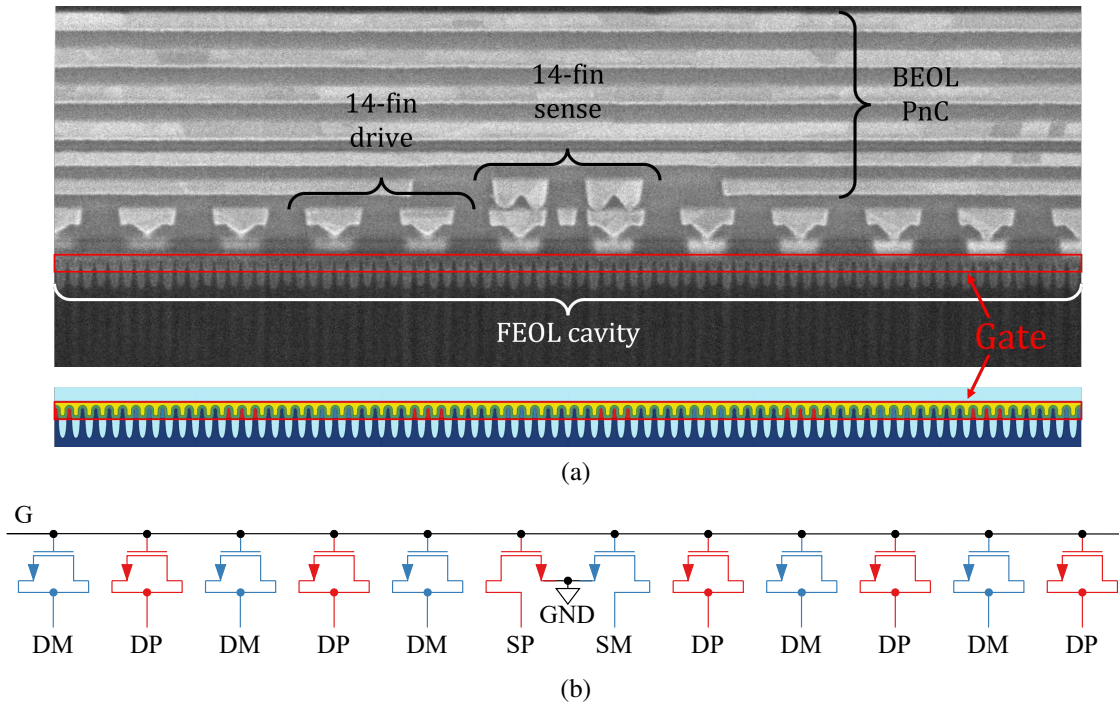 14-fin
sense
14-fin
drive
BEOL
PnC
FEOL cavity
Gate
(a)
G
GND
DM DP DM DP DM SP SM DP DM DP DM DP
(b)